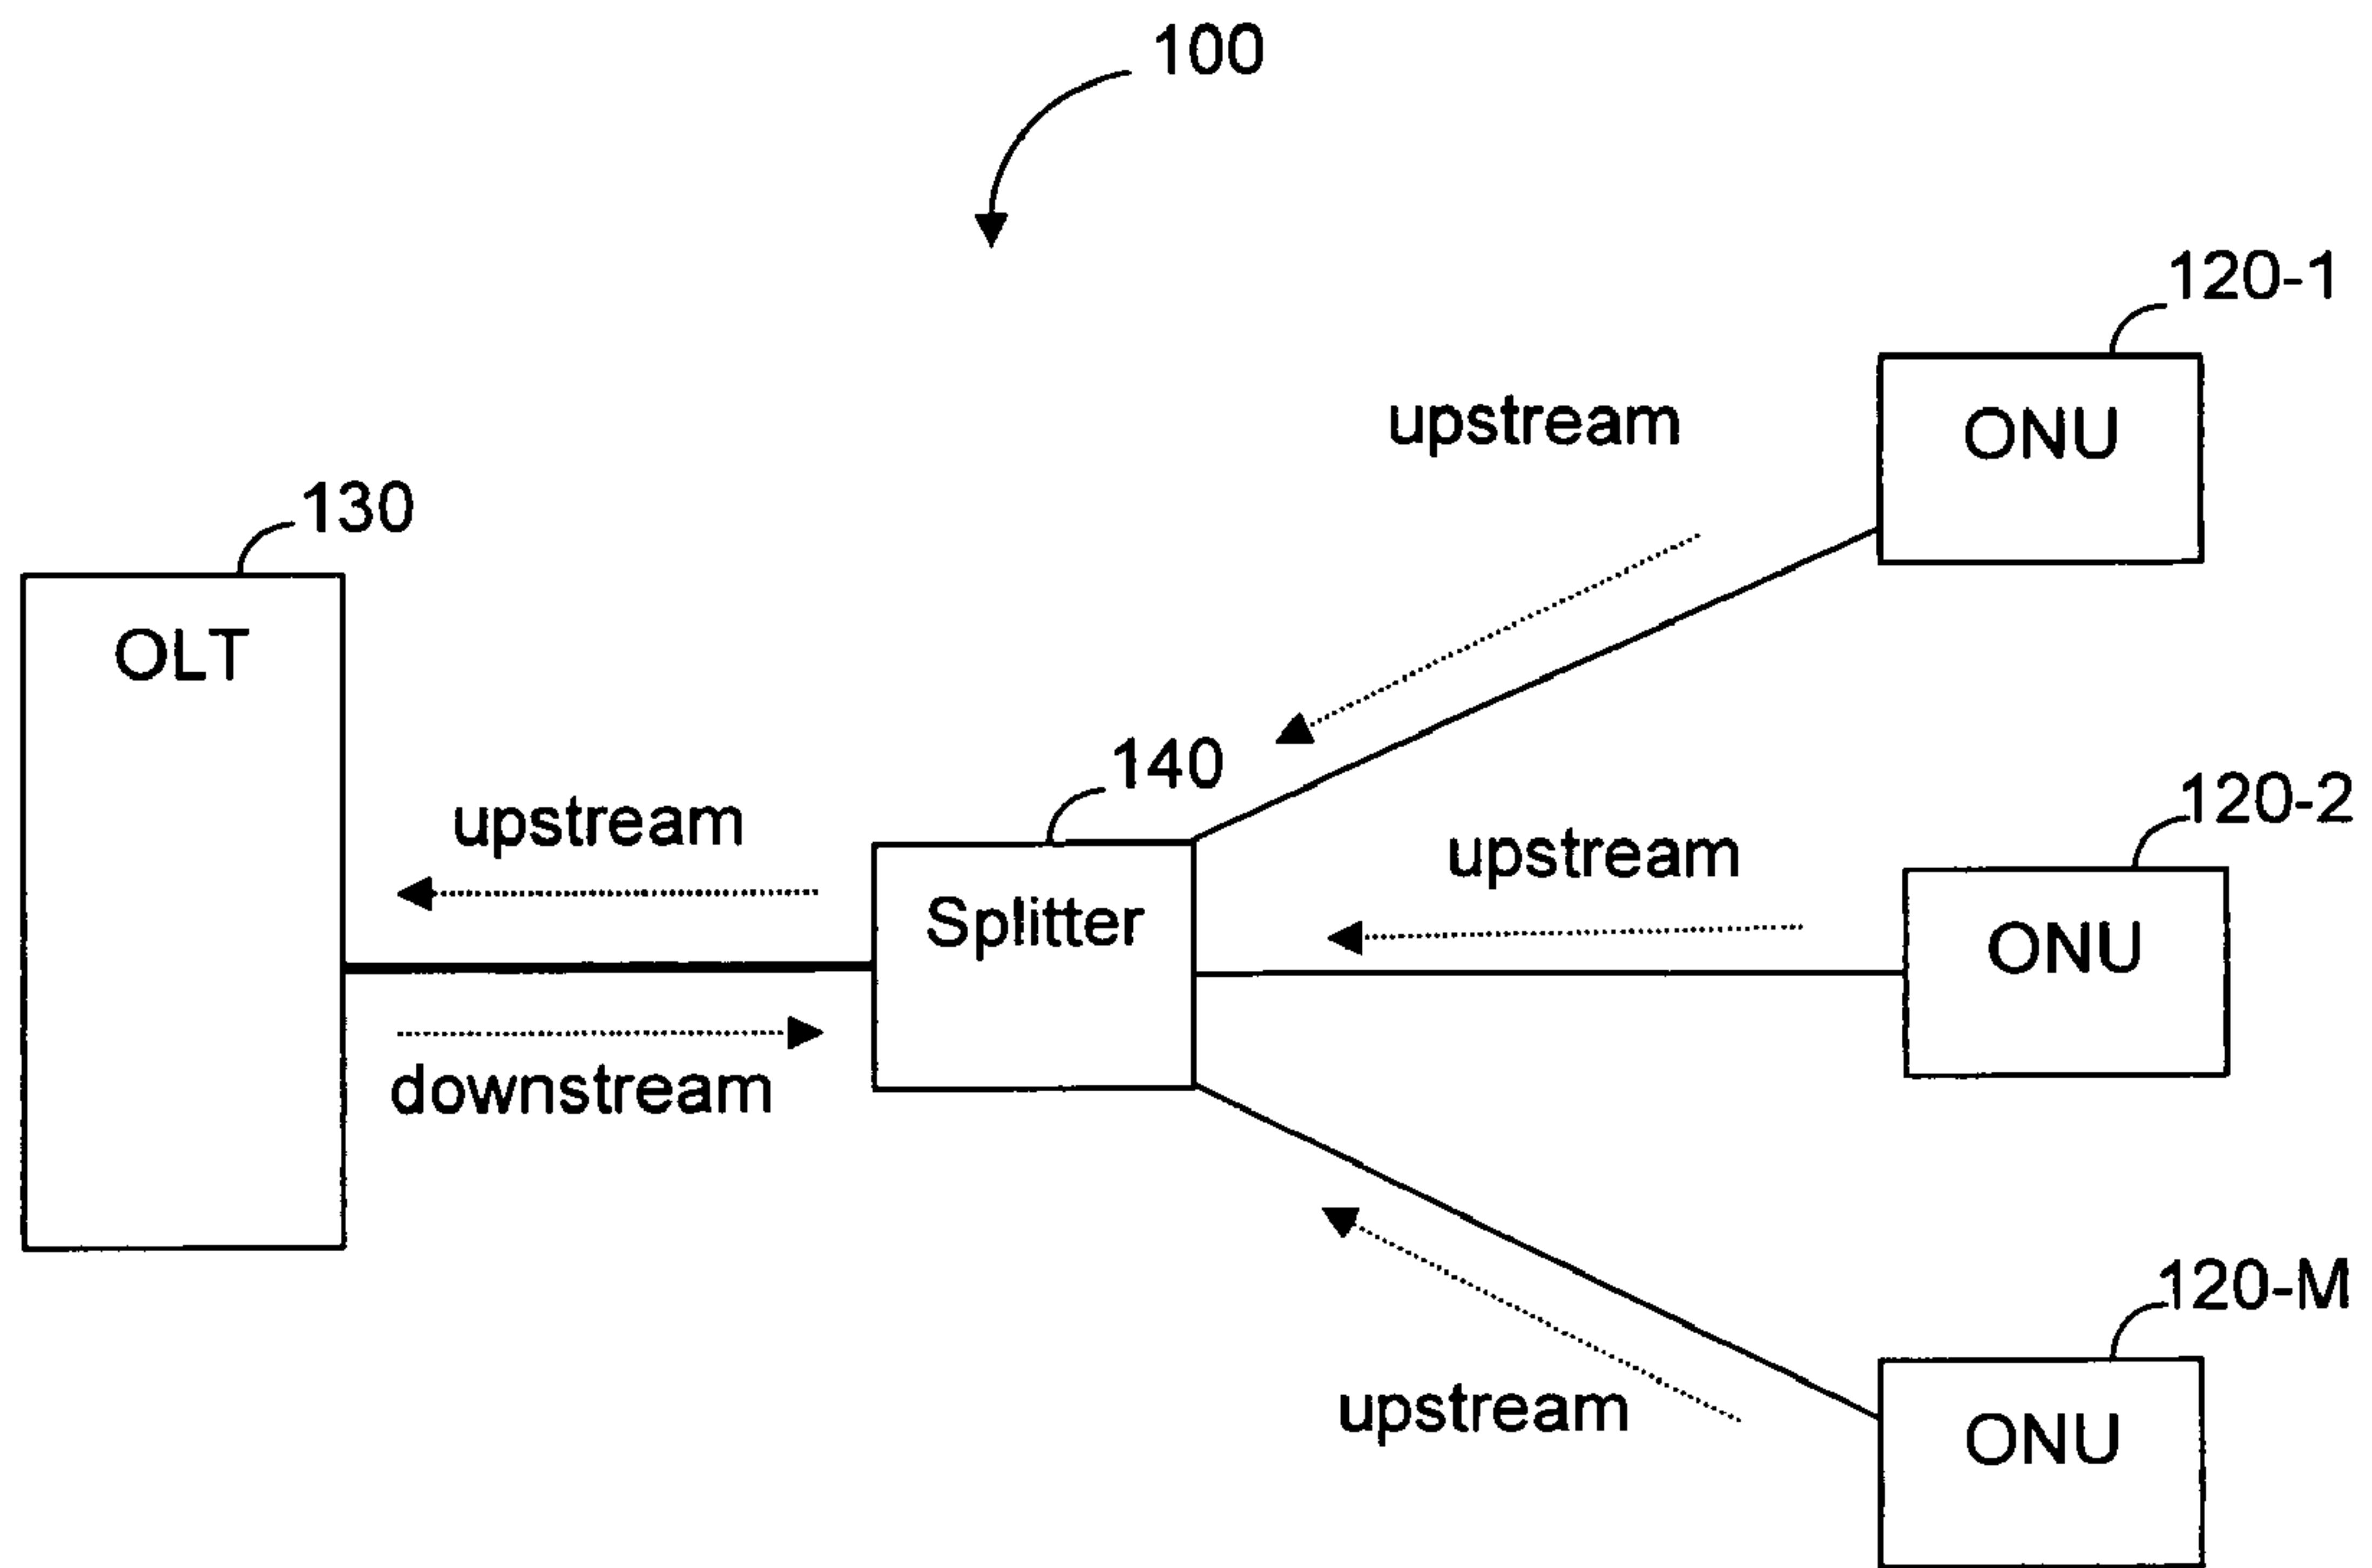 100
120-1
ONU
upstream
130
OLT
140
upstream
Splitter
120-2
upstream
ONU
downstream
120-M
upstream
ONU